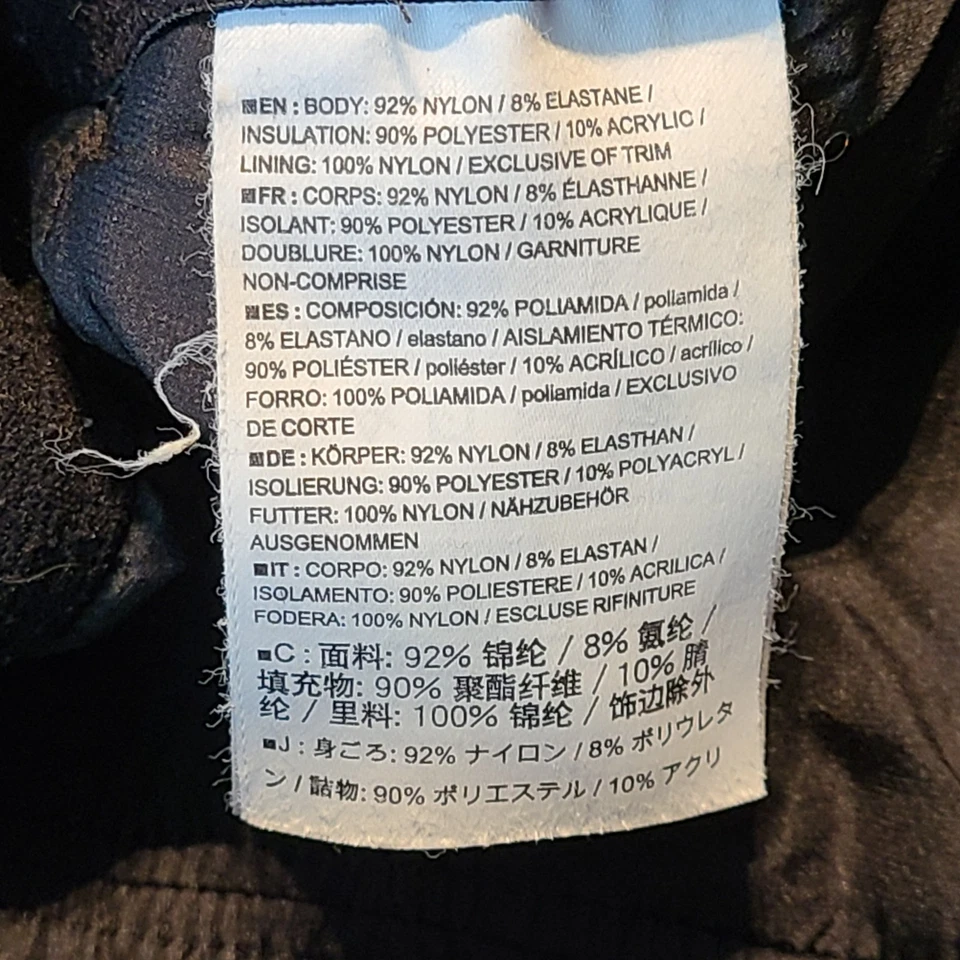 EN : BODY: 92% NYLON / 8% ELASTANE /
INSULATION: 90% POLYESTER / 10% ACRYLIC /
LINING: 100% NYLON / EXCLUSIVE OF TRIM
FR : CORPS: 92% NYLON / 8% ÉLASTHANNE /
ISOLANT: 90% POLYESTER / 10% ACRYLIQUE /
DOUBLURE: 100% NYLON / GARNITURE
NON-COMPRISE
ES : COMPOSICIÓN: 92% POLIAMIDA / poliamida /
8% ELASTANO / elastano / AISLAMIENTO TÉRMICO:
90% POLIÉSTER / poliéster / 10% ACRÍLICO / acrílico /
FORRO: 100% POLIAMIDA / poliamida / EXCLUSIVO
DE CORTE
DE : KÖRPER: 92% NYLON / 8% ELASTHAN /
ISOLIERUNG: 90% POLYESTER / 10% POLYACRYL /
FUTTER: 100% NYLON / NÄHZUBEHÖR
AUSGENOMMEN
IT : CORPO: 92% NYLON / 8% ELASTAN /
ISOLAMENTO: 90% POLIESTERE / 10% ACRILICA /
FODERA: 100% NYLON / ESCLUSE RIFINITURE
C : 面料: 92% 锦纶 / 8% 氨纶 /
填充物: 90% 聚酯纤维 / 10% 腈
纶 / 里料: 100% 锦纶 / 饰边除外
J : 身ごろ: 92% ナイロン / 8% ポリウレタ
ン / 詰物: 90% ポリエステル / 10% アクリ